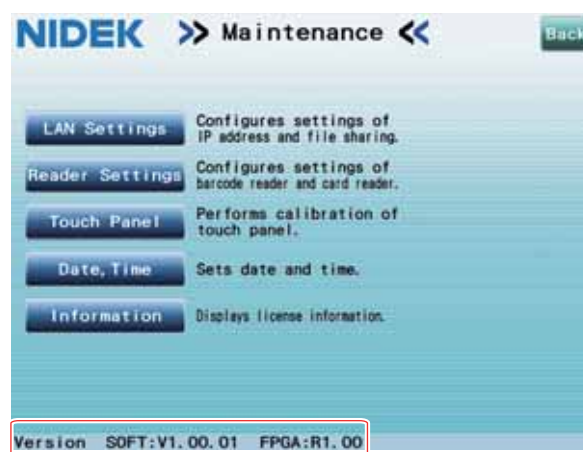 NIDEK >> Maintenance << Back
LAN Settings Configures settings of
IP address and file sharing.
Reader Settings Configures settings of
barcode reader and card reader.
Touch Panel Performs calibration of
touch panel.
Date, Time Sets date and time.
Information Displays license information.
Version SOFT:V1.00.01 FPGA:R1.00